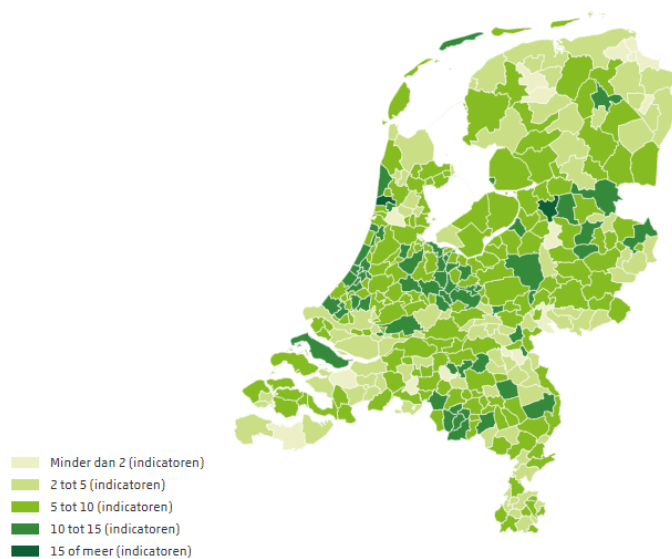 Minder dan 2 (indicatoren)
2 tot 5 (indicatoren)
5 tot 10 (indicatoren)
10 tot 15 (indicatoren)
15 of meer (indicatoren)